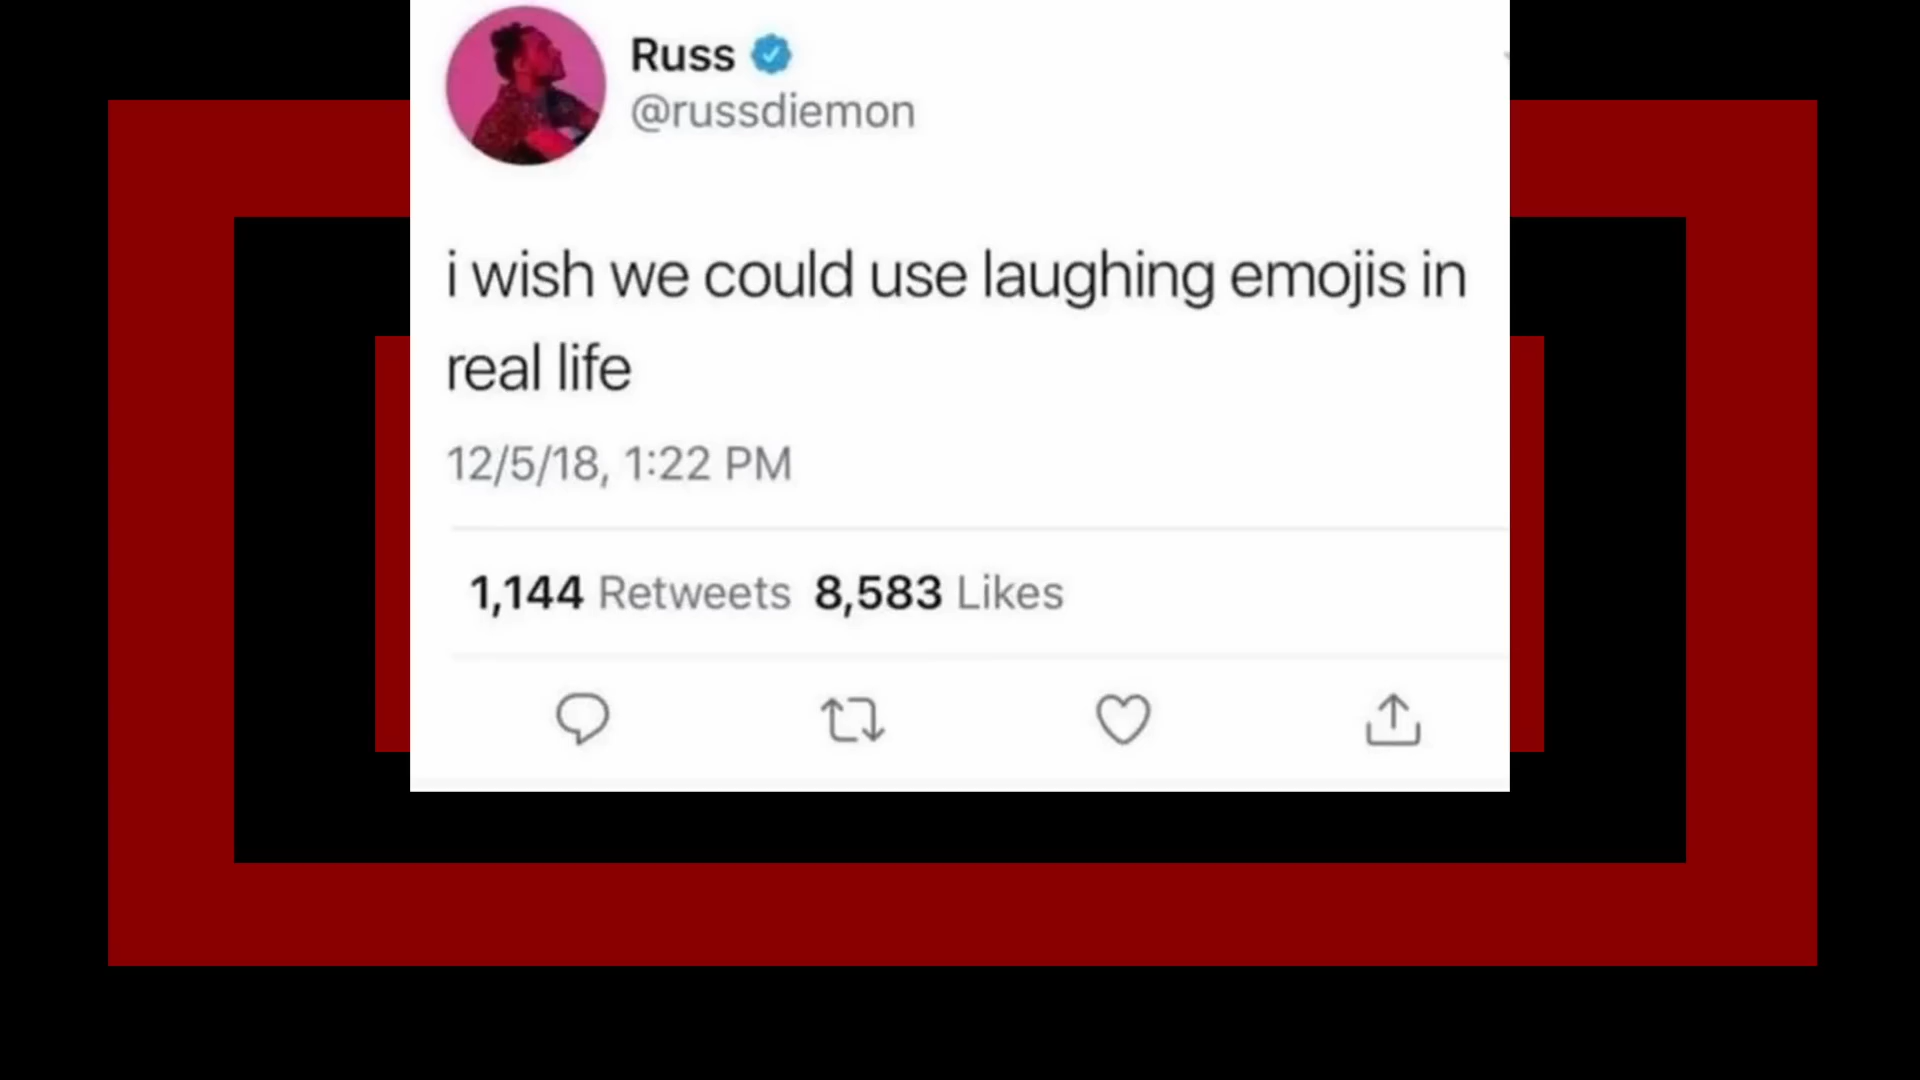 Russ
@russdiemon
i wish we could use laughing emojis in
real life
12/5/18, 1:22 PM
1,144 Retweets 8,583 Likes